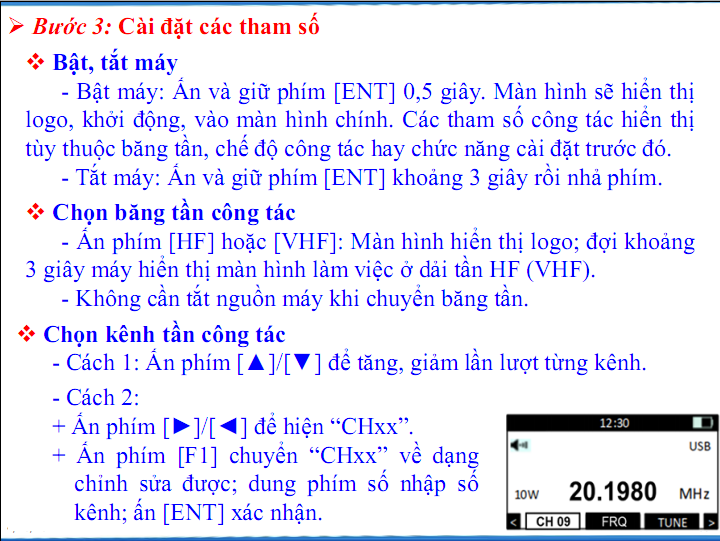 ➢ Bước 3: Cài đặt các tham số
❖ Bật, tắt máy
- Bật máy: Ấn và giữ phím [ENT] 0,5 giây. Màn hình sẽ hiển thị
logo, khởi động, vào màn hình chính. Các tham số công tác hiển thị
tùy thuộc băng tần, chế độ công tác hay chức năng cài đặt trước đó.
- Tắt máy: Ấn và giữ phím [ENT] khoảng 3 giây rồi nhả phím.
❖ Chọn băng tần công tác
- Ấn phím [HF] hoặc [VHF]: Màn hình hiển thị logo; đợi khoảng
3 giây máy hiển thị màn hình làm việc ở dải tần HF (VHF).
- Không cần tắt nguồn máy khi chuyển băng tần.
❖ Chọn kênh tần công tác
- Cách 1: Ấn phím [▲]/[▼] để tăng, giảm lần lượt từng kênh.
- Cách 2:
+ Ấn phím [►]/[◄] để hiện “CHxx”.
+ Ấn phím [F1] chuyển “CHxx” về dạng
chỉnh sửa được; dung phím số nhập số
kênh; ấn [ENT] xác nhận.
12:30
USB
10W 20.1980 MHz
< CH 09 FRQ TUNE >